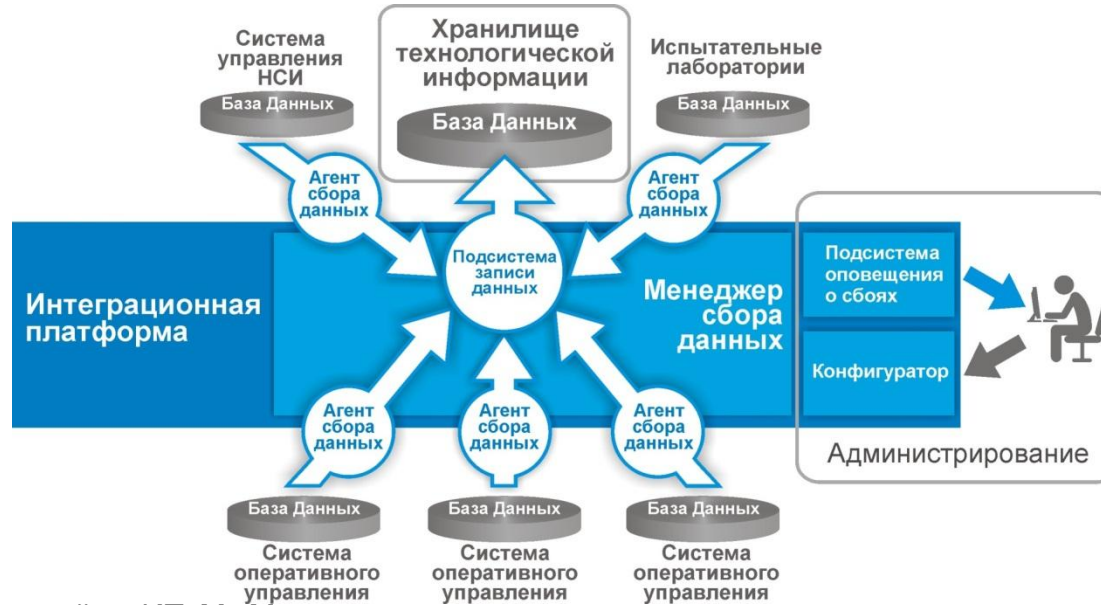 Система
управления
НСИ
База Данных
Хранилище
технологической
информации
База Данных
Испытательные
лаборатории
База Данных
Агент
сбора
данных
Агент
сбора
данных
Интеграционная
платформа
Подсистема
записи
данных
Менеджер
сбора
данных
Подсистема
оповещения
о сбоях
Конфигуратор
Администрирование
Агент
сбора
данных
Агент
сбора
данных
Агент
сбора
данных
База Данных
Система
оперативного
управления
База Данных
Система
оперативного
управления
База Данных
Система
оперативного
управления